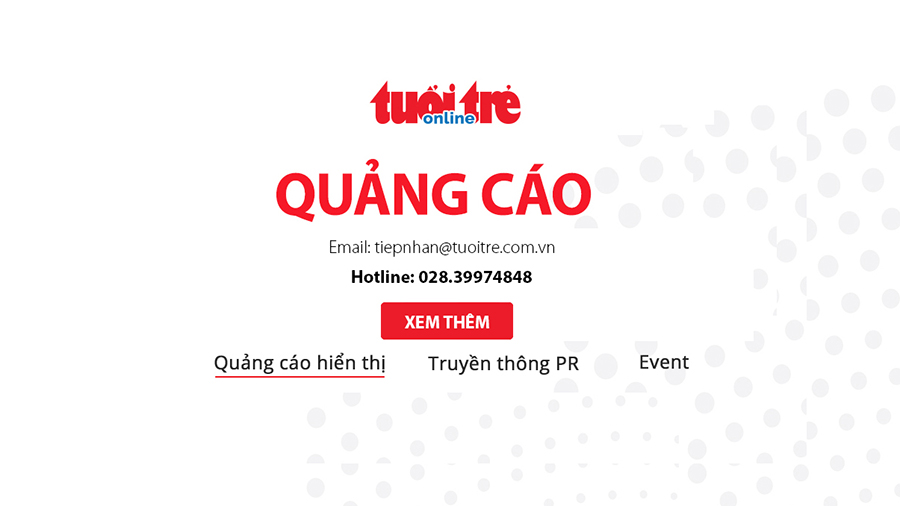 tuổi trẻ
online
QUẢNG CÁO
Email: tiepnhan@tuoitre.com.vn
Hotline: 028.39974848
XEM THÊM
Quảng cáo hiển thị Truyền thông PR Event